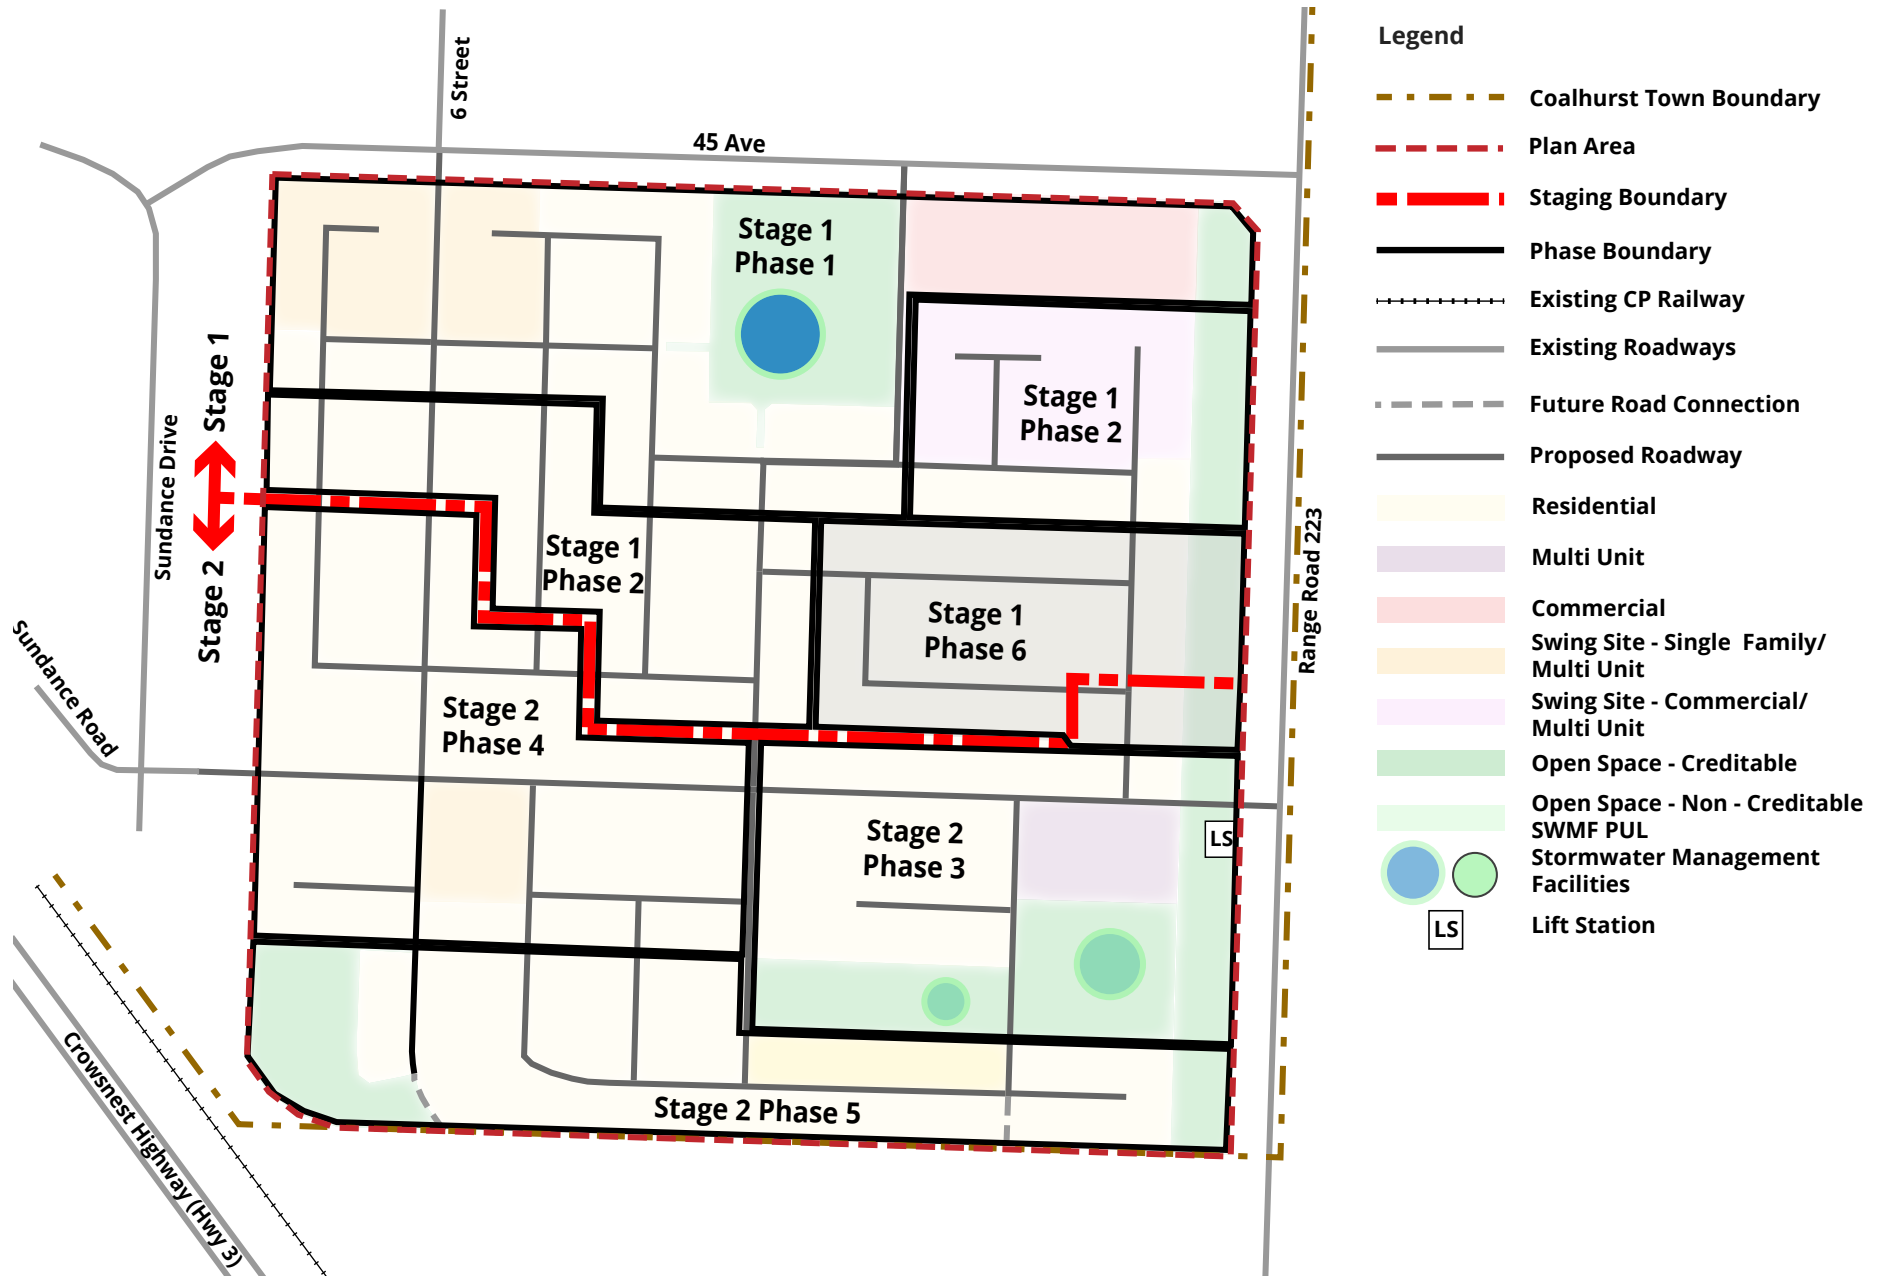 6 Street
45 Ave
Stage 1
Phase 1
Stage 1
Phase 2
Stage 1
Sundance Drive
Stage 2
Stage 1
Phase 2
Stage 1
Phase 6
Range Road 223
Sundance Road
Stage 2
Phase 4
Stage 2
Phase 3
LS
Stage 2 Phase 5
Crowsnest Highway (Hwy 3)
Legend
Coalhurst Town Boundary
Plan Area
Staging Boundary
Phase Boundary
Existing CP Railway
Existing Roadways
Future Road Connection
Proposed Roadway
Residential
Multi Unit
Commercial
Swing Site - Single Family/
Multi Unit
Swing Site - Commercial/
Multi Unit
Open Space - Creditable
Open Space - Non - Creditable
SWMF PUL
Stormwater Management
Facilities
LS Lift Station